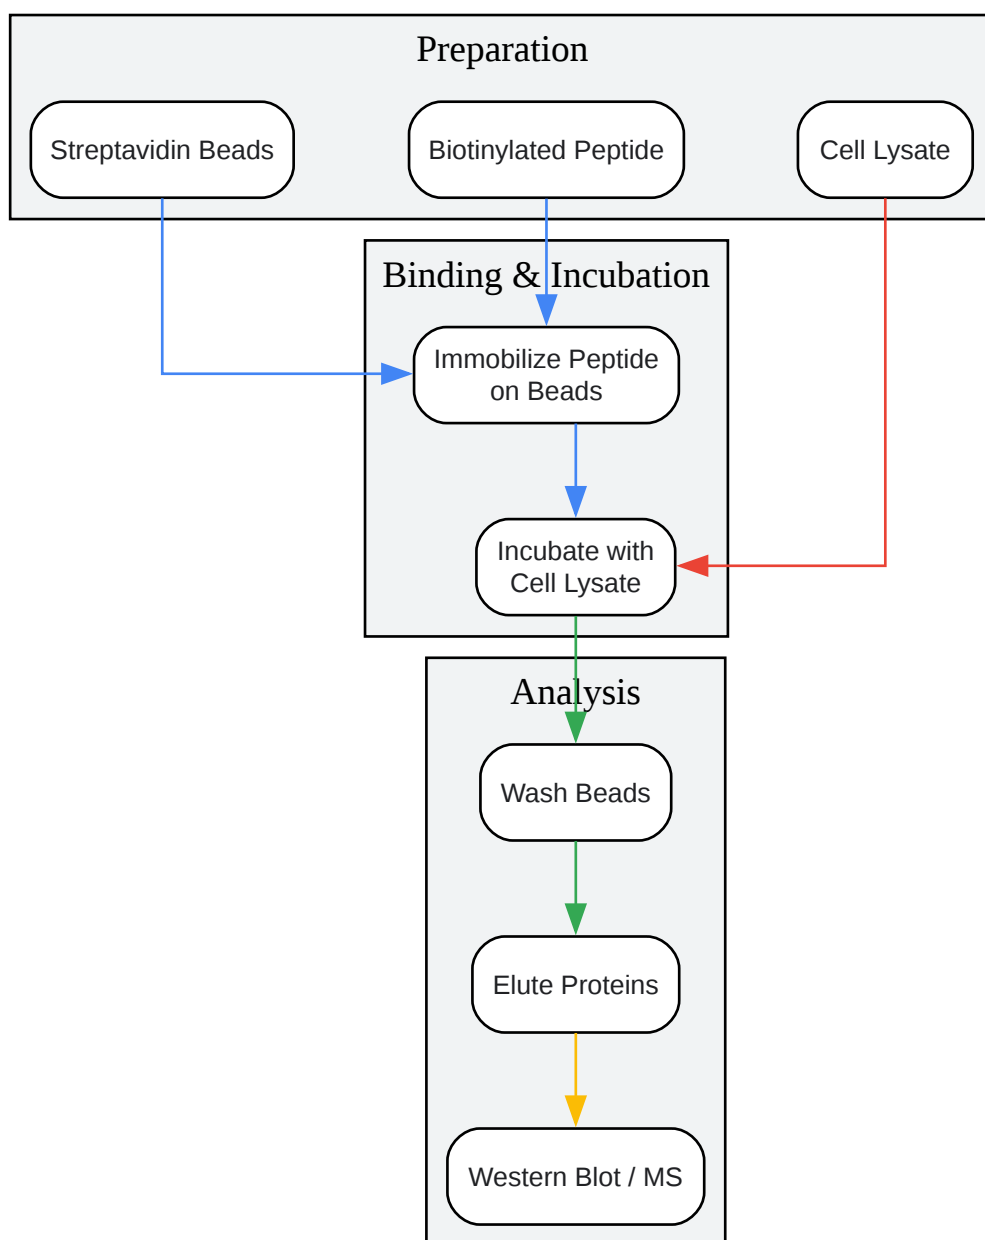 Preparation
Streptavidin Beads
Biotinylated Peptide
Cell Lysate
Binding & Incubation
Immobilize Peptide
on Beads
Incubate with
Cell Lysate
Analysis
Wash Beads
Elute Proteins
Western Blot / MS